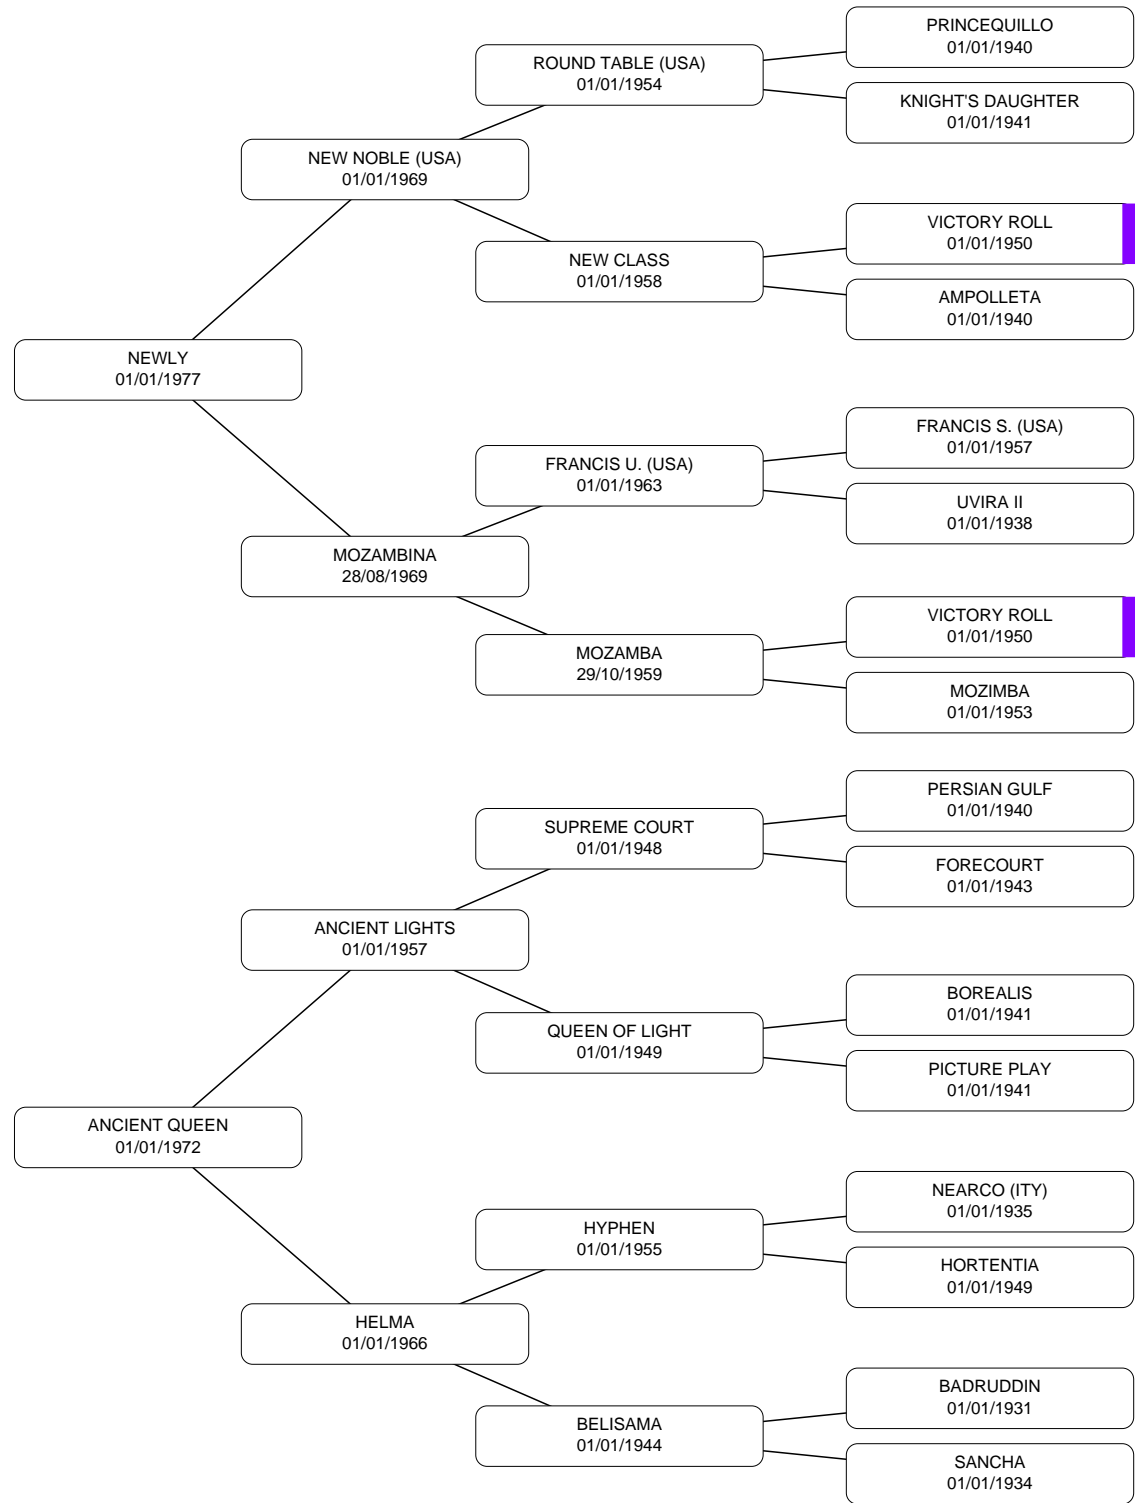 PRINCEQUILLO
01/01/1940
ROUND TABLE (USA)
01/01/1954
KNIGHT'S DAUGHTER
01/01/1941
NEW NOBLE (USA)
01/01/1969
VICTORY ROLL
01/01/1950
NEW CLASS
01/01/1958
AMPOLLETA
01/01/1940
NEWLY
01/01/1977
FRANCIS S. (USA)
01/01/1957
FRANCIS U. (USA)
01/01/1963
UVIRA II
01/01/1938
MOZAMBINA
28/08/1969
VICTORY ROLL
01/01/1950
MOZAMBA
29/10/1959
MOZIMBA
01/01/1953
PERSIAN GULF
01/01/1940
SUPREME COURT
01/01/1948
FORECOURT
01/01/1943
ANCIENT LIGHTS
01/01/1957
BOREALIS
01/01/1941
QUEEN OF LIGHT
01/01/1949
PICTURE PLAY
01/01/1941
ANCIENT QUEEN
01/01/1972
NEARCO (ITY)
01/01/1935
HYPHEN
01/01/1955
HORTENTIA
01/01/1949
HELMA
01/01/1966
BADRUDDIN
01/01/1931
BELISAMA
01/01/1944
SANCHA
01/01/1934